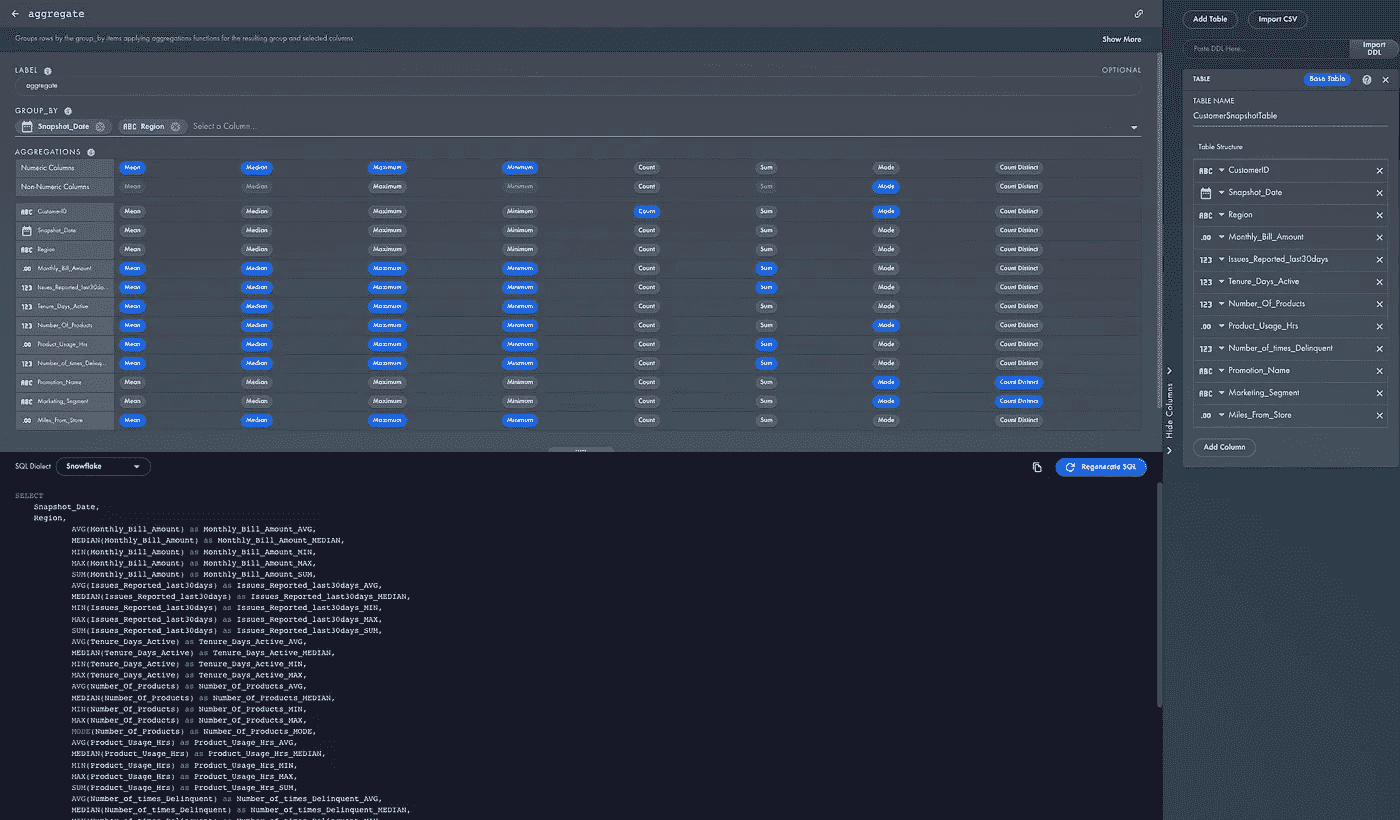 aggregate
Groups rows by the group_by items applying aggregations functions for the resulting group and selected columns
Show More
LABEL
OPTIONAL
aggregate
GROUP_BY
Snapshot_Date ABC Region Select a Column...
AGGREGATIONS
Numeric Columns Mean Median Maximum Minimum Count Sum Mode Count Distinct
Non-Numeric Columns Mean Median Maximum Minimum Count Sum Mode Count Distinct
ABC CustomerID Mean Median Maximum Minimum Count Sum Mode Count Distinct
Snapshot_Date Mean Median Maximum Minimum Count Sum Mode Count Distinct
ABC Region Mean Median Maximum Minimum Count Sum Mode Count Distinct
.00 Monthly_Bill_Amount Mean Median Maximum Minimum Count Sum Mode Count Distinct
123 Issues_Reported_last30da... Mean Median Maximum Minimum Count Sum Mode Count Distinct
123 Tenure_Days_Active Mean Median Maximum Minimum Count Sum Mode Count Distinct
123 Number_Of_Products Mean Median Maximum Minimum Count Sum Mode Count Distinct
.00 Product_Usage_Hrs Mean Median Maximum Minimum Count Sum Mode Count Distinct
123 Number_of_times_Delinq... Mean Median Maximum Minimum Count Sum Mode Count Distinct
ABC Promotion_Name Mean Median Maximum Minimum Count Sum Mode Count Distinct
ABC Marketing_Segment Mean Median Maximum Minimum Count Sum Mode Count Distinct
.00 Miles_From_Store Mean Median Maximum Minimum Count Sum Mode Count Distinct
SQL Dialect Snowflake
Regenerate SQL
SELECT
Snapshot_Date,
Region,
AVG(Monthly_Bill_Amount) as Monthly_Bill_Amount_AVG,
MEDIAN(Monthly_Bill_Amount) as Monthly_Bill_Amount_MEDIAN,
MIN(Monthly_Bill_Amount) as Monthly_Bill_Amount_MIN,
MAX(Monthly_Bill_Amount) as Monthly_Bill_Amount_MAX,
SUM(Monthly_Bill_Amount) as Monthly_Bill_Amount_SUM,
AVG(Issues_Reported_last30days) as Issues_Reported_last30days_AVG,
MEDIAN(Issues_Reported_last30days) as Issues_Reported_last30days_MEDIAN,
MIN(Issues_Reported_last30days) as Issues_Reported_last30days_MIN,
MAX(Issues_Reported_last30days) as Issues_Reported_last30days_MAX,
SUM(Issues_Reported_last30days) as Issues_Reported_last30days_SUM,
AVG(Tenure_Days_Active) as Tenure_Days_Active_AVG,
MEDIAN(Tenure_Days_Active) as Tenure_Days_Active_MEDIAN,
MIN(Tenure_Days_Active) as Tenure_Days_Active_MIN,
MAX(Tenure_Days_Active) as Tenure_Days_Active_MAX,
AVG(Number_Of_Products) as Number_Of_Products_AVG,
MEDIAN(Number_Of_Products) as Number_Of_Products_MEDIAN,
MIN(Number_Of_Products) as Number_Of_Products_MIN,
MAX(Number_Of_Products) as Number_Of_Products_MAX,
MODE(Number_Of_Products) as Number_Of_Products_MODE,
AVG(Product_Usage_Hrs) as Product_Usage_Hrs_AVG,
MEDIAN(Product_Usage_Hrs) as Product_Usage_Hrs_MEDIAN,
MIN(Product_Usage_Hrs) as Product_Usage_Hrs_MIN,
MAX(Product_Usage_Hrs) as Product_Usage_Hrs_MAX,
SUM(Product_Usage_Hrs) as Product_Usage_Hrs_SUM,
AVG(Number_of_times_Delinquent) as Number_of_times_Delinquent_AVG,
MEDIAN(Number_of_times_Delinquent) as Number_of_times_Delinquent_MEDIAN,
Hide Columns
Add Table Import CSV
Paste DDL Here...
Import
DDL
TABLE Base Table
TABLE NAME
CustomerSnapshotTable
Table Structure
ABC CustomerID
Snapshot_Date
ABC Region
.00 Monthly_Bill_Amount
123 Issues_Reported_last30days
123 Tenure_Days_Active
123 Number_Of_Products
.00 Product_Usage_Hrs
123 Number_of_times_Delinquent
ABC Promotion_Name
ABC Marketing_Segment
.00 Miles_From_Store
Add Column